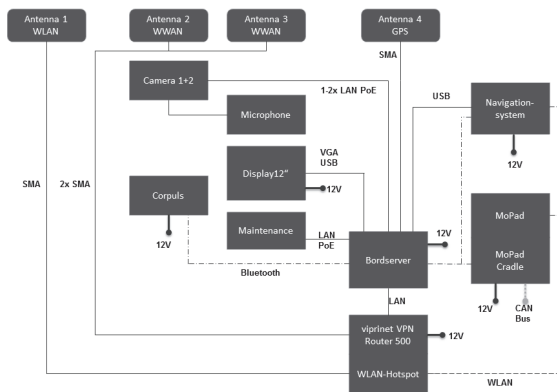 Antenna 1
WLAN
Antenna 2
WWAN
Antenna 3
WWAN
Antenna 4
GPS
SMA
Camera 1+2
1-2x LAN PoE
USB
Navigation-
system
Microphone
12V
VGA
USB
Display12"
12V
SMA
2x SMA
Corpuls
12V
MoPad
Maintenance
LAN
PoE
12V
Bordserver
MoPad
Cradle
Bluetooth
12V
CAN
Bus
LAN
viprinet VPN
Router 500
12V
WLAN-Hotspot
WLAN